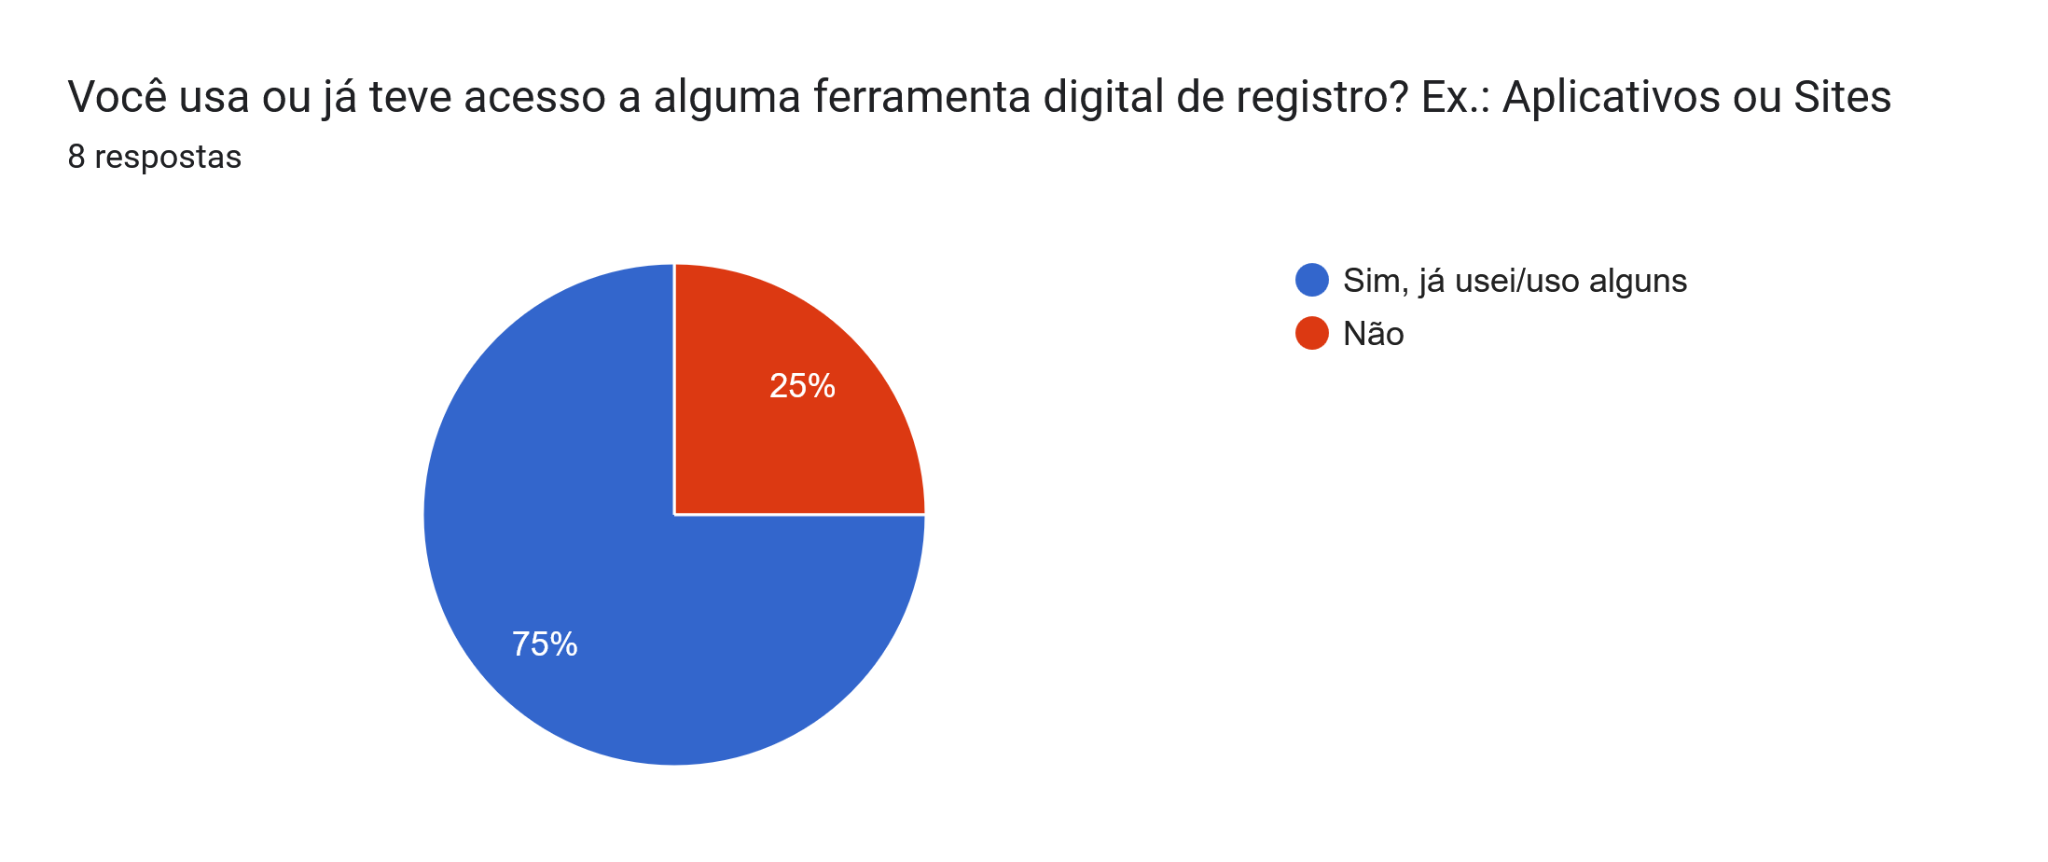 Você usa ou já teve acesso a alguma ferramenta digital de registro? Ex.: Aplicativos ou Sites
8 respostas
Sim, já usei/uso alguns
Não
25%
75%